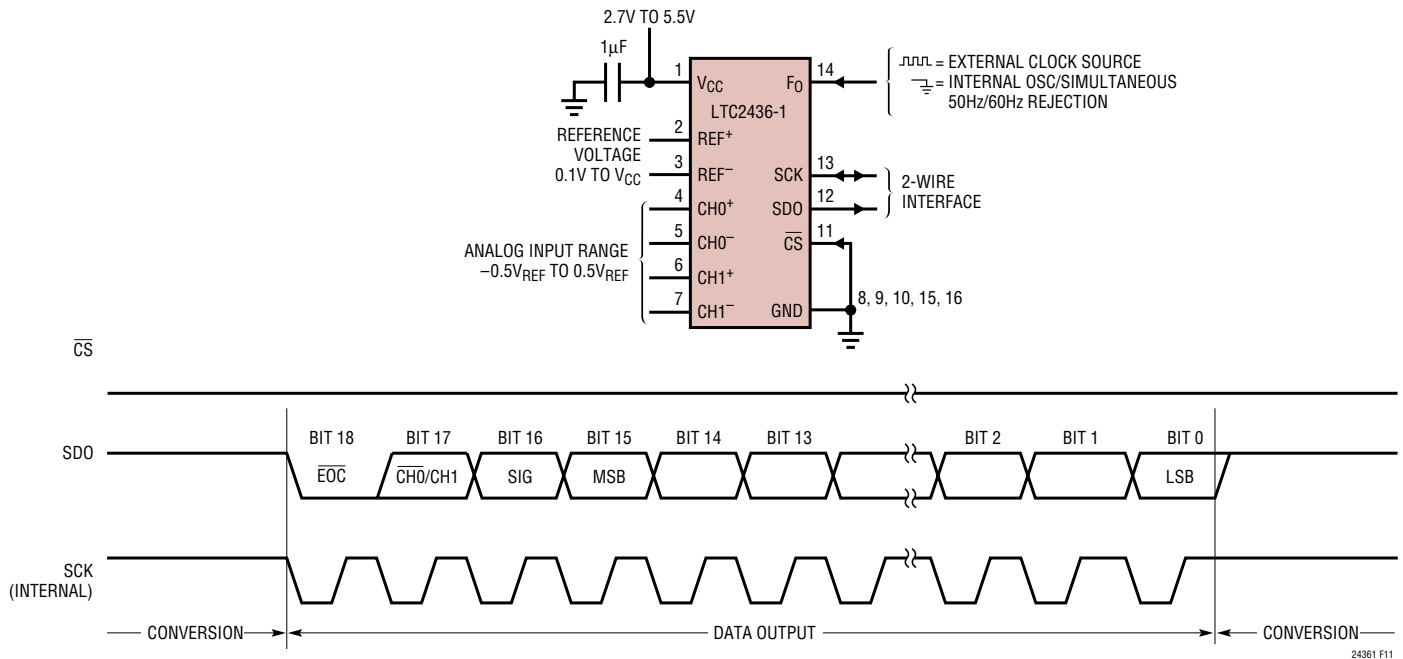 2.7V TO 5.5V
1µF
1
VCC
FO
14
= EXTERNAL CLOCK SOURCE
= INTERNAL OSC/SIMULTANEOUS
50Hz/60Hz REJECTION
LTC2436-1
REFERENCE
VOLTAGE
0.1V TO VCC
2
REF+
3
REF–
SCK
13
SDO
12
2-WIRE
INTERFACE
4
CH0+
5
CH0–
CS
11
ANALOG INPUT RANGE
–0.5VREF TO 0.5VREF
6
CH1+
7
CH1–
GND
8, 9, 10, 15, 16
CS
SDO
BIT 18
BIT 17
BIT 16
BIT 15
BIT 14
BIT 13
BIT 2
BIT 1
BIT 0
EOC
CH0/CH1
SIG
MSB
LSB
SCK
(INTERNAL)
CONVERSION
DATA OUTPUT
CONVERSION
24361 F11